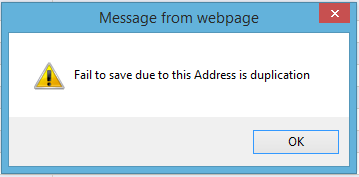 Message from webpage
Fail to save due to this Address is duplication
OK